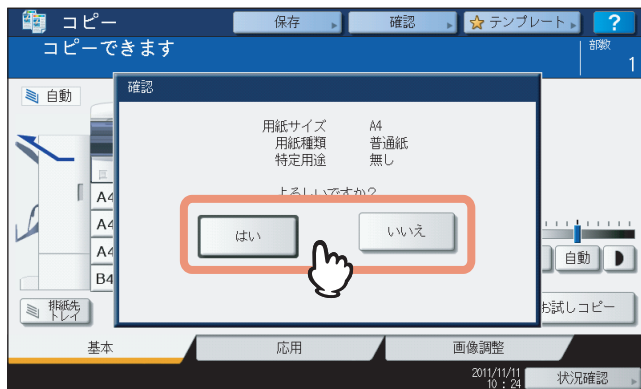 コピー
保存
確認
テンプレート
?
コピーできます
部数
1
自動
確認
用紙サイズ A4
用紙種類 普通紙
特定用途 無し
よろしいですか?
はい
いいえ
A4
A4
A4
B4
自動
排紙先
トレイ
お試しコピー
基本
応用
画像調整
2011/11/11
10:24
状況確認